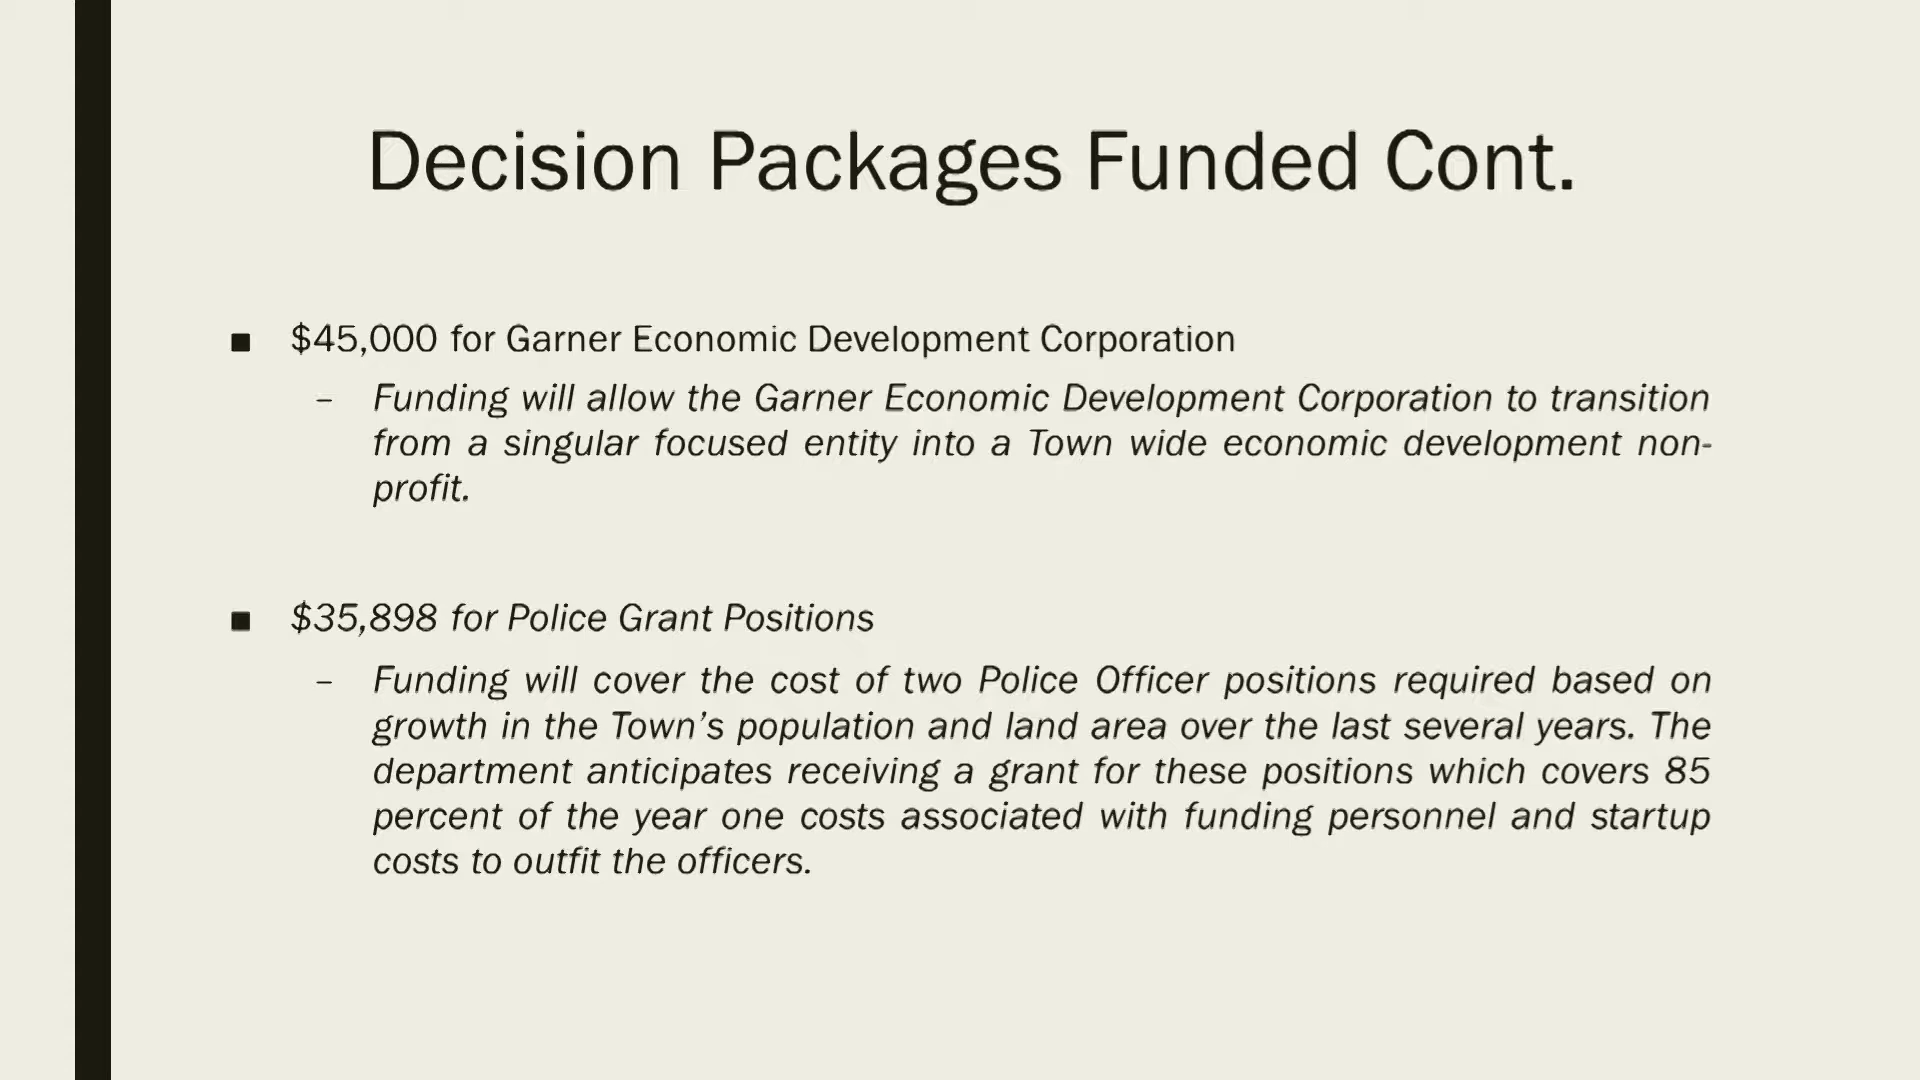 Decision Packages Funded Cont.
■ $45,000 for Garner Economic Development Corporation
– Funding will allow the Garner Economic Development Corporation to transition
from a singular focused entity into a Town wide economic development non-
profit.
■ $35,898 for Police Grant Positions
– Funding will cover the cost of two Police Officer positions required based on
growth in the Town’s population and land area over the last several years. The
department anticipates receiving a grant for these positions which covers 85
percent of the year one costs associated with funding personnel and startup
costs to outfit the officers.